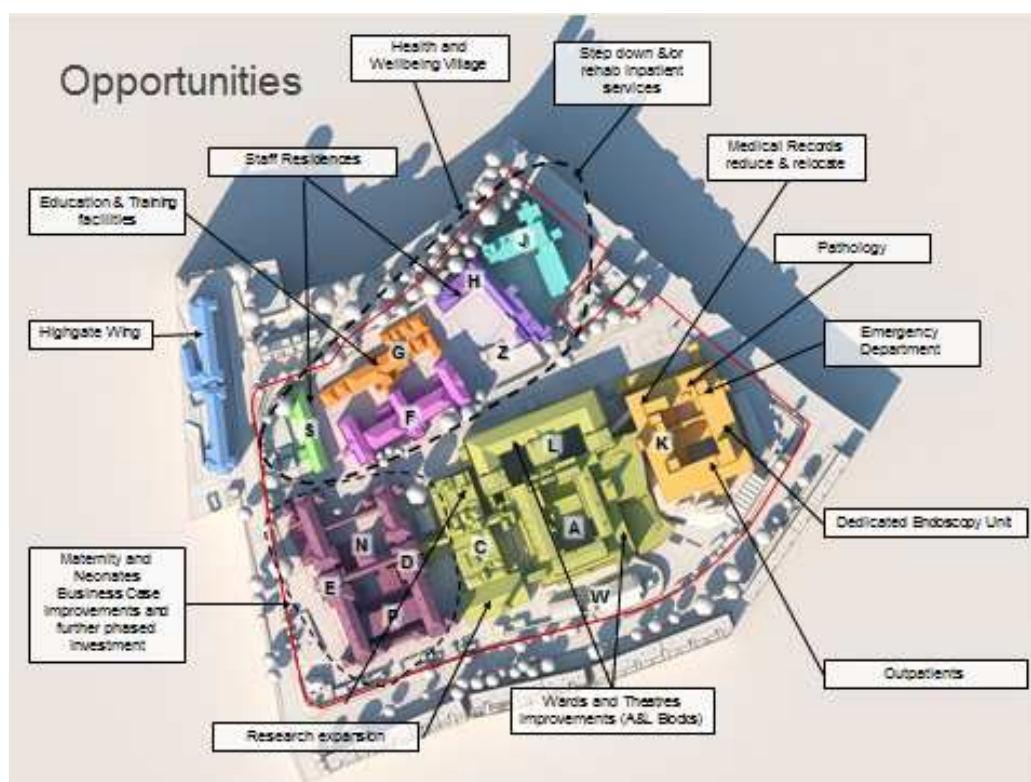 Opportunities
Health and
Wellbeing Village
Step down &/or
rehab inpatient
services
Staff Residences
Medical Records
reduce & relocate
Education & Training
facilities
Pathology
Highgate Wing
Emergency
Department
J
H
Z
G
F
S
L
K
A
C
N
D
E
P
W
Dedicated Endoscopy Unit
Maternity and
Neonates
Business Case
improvements and
further phased
investment
Outpatients
Wards and Theatres
improvements (A&L Blocks)
Research expansion